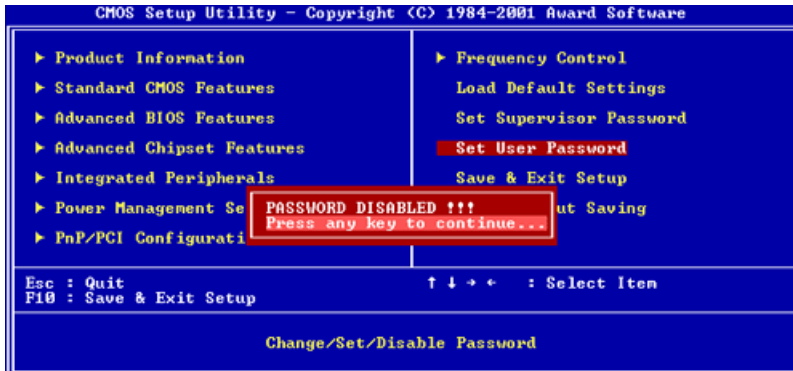 CMOS Setup Utility - Copyright (C) 1984-2001 Award Software
► Product Information
► Standard CMOS Features
► Advanced BIOS Features
► Advanced Chipset Features
► Integrated Peripherals
► Power Management Se
► PnP/PCI Configurati
► Frequency Control
Load Default Settings
Set Supervisor Password
Set User Password
Save & Exit Setup
ut Saving
PASSWORD DISABLED !!!
Press any key to continue...
Esc : Quit
F10 : Save & Exit Setup
↑ ↓ → ← : Select Item
Change/Set/Disable Password